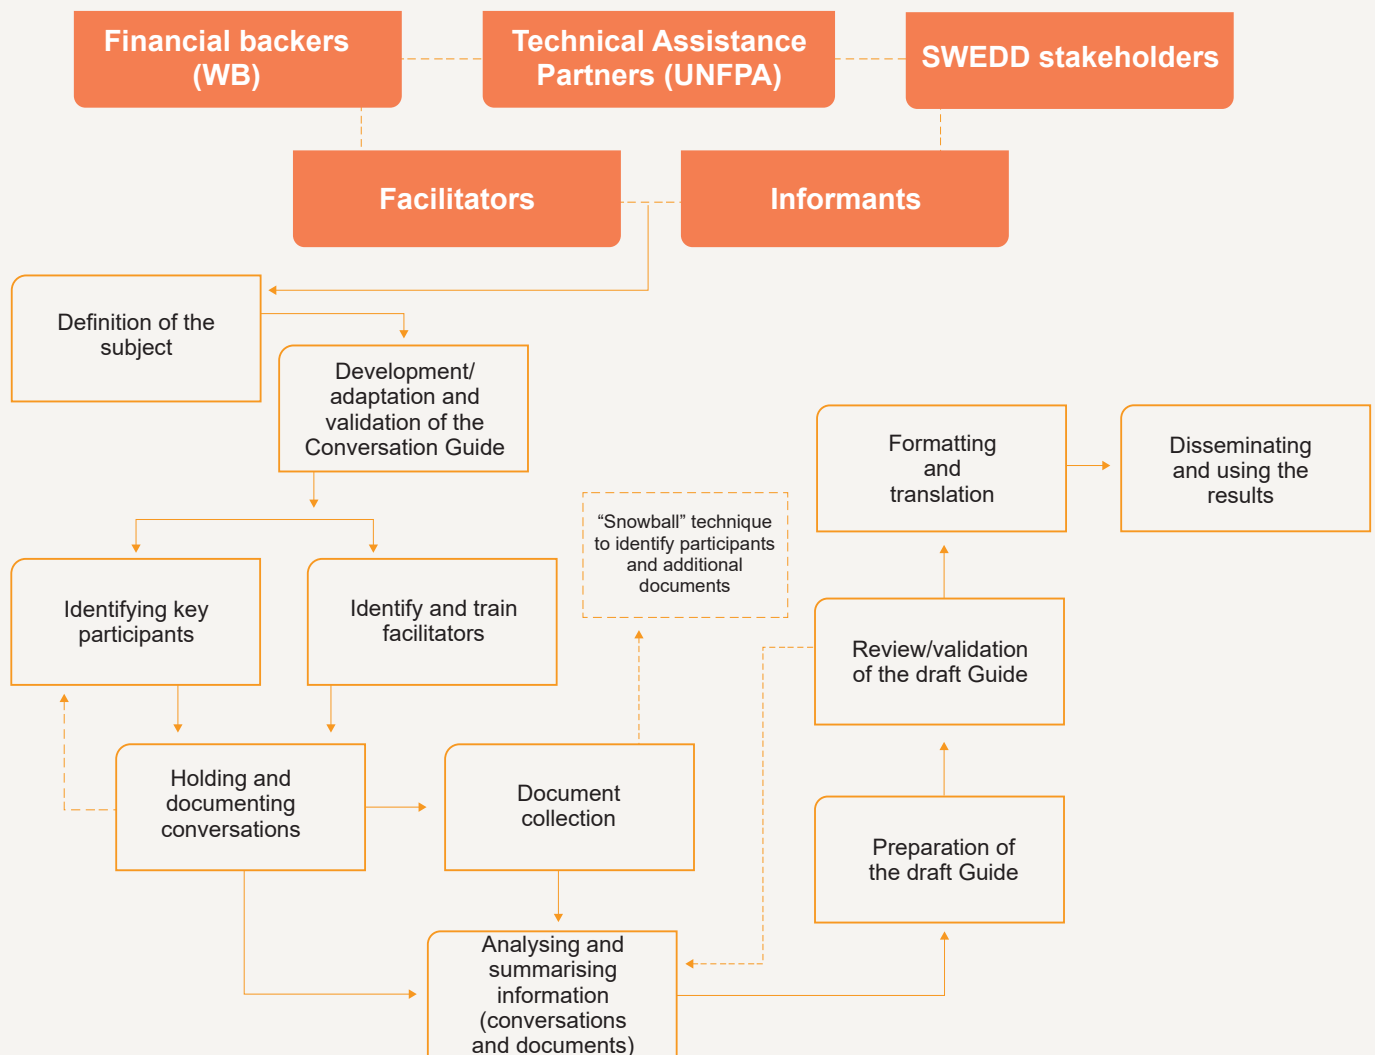 Financial backers
(WB)
Technical Assistance
Partners (UNFPA)
SWEDD stakeholders
Facilitators
Informants
Definition of the
subject
Development/
adaptation and
validation of the
Conversation Guide
Formatting
and
translation
Disseminating
and using the
results
“Snowball” technique
to identify participants
and additional
documents
Identifying key
participants
Identify and train
facilitators
Review/validation
of the draft Guide
Holding and
documenting
conversations
Document
collection
Preparation of
the draft Guide
Analysing and
summarising
information
(conversations
and documents)